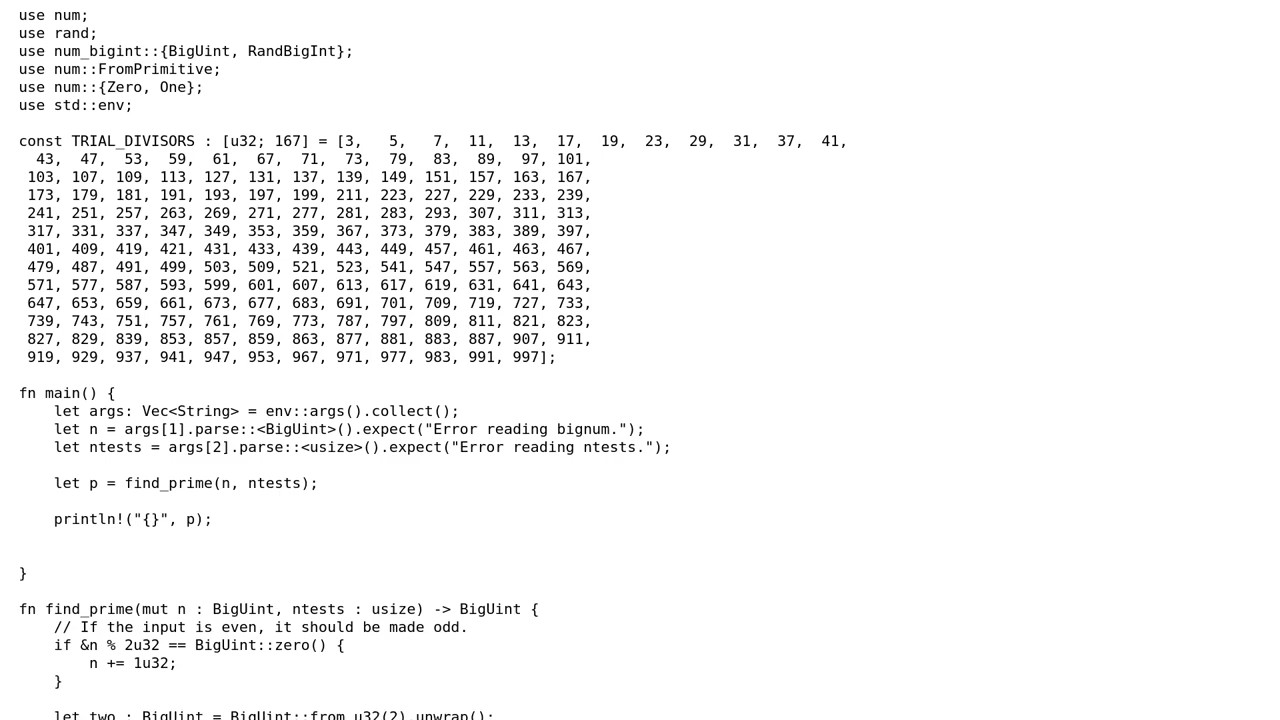 use num;
use rand;
use num_bigint::{BigUint, RandBigInt};
use num::FromPrimitive;
use num::{Zero, One};
use std::env;

const TRIAL_DIVISORS : [u32; 167] = [3,   5,   7,  11,  13,  17,  19,  23,  29,  31,  37,  41,
  43,  47,  53,  59,  61,  67,  71,  73,  79,  83,  89,  97, 101,
 103, 107, 109, 113, 127, 131, 137, 139, 149, 151, 157, 163, 167,
 173, 179, 181, 191, 193, 197, 199, 211, 223, 227, 229, 233, 239,
 241, 251, 257, 263, 269, 271, 277, 281, 283, 293, 307, 311, 313,
 317, 331, 337, 347, 349, 353, 359, 367, 373, 379, 383, 389, 397,
 401, 409, 419, 421, 431, 433, 439, 443, 449, 457, 461, 463, 467,
 479, 487, 491, 499, 503, 509, 521, 523, 541, 547, 557, 563, 569,
 571, 577, 587, 593, 599, 601, 607, 613, 617, 619, 631, 641, 643,
 647, 653, 659, 661, 673, 677, 683, 691, 701, 709, 719, 727, 733,
 739, 743, 751, 757, 761, 769, 773, 787, 797, 809, 811, 821, 823,
 827, 829, 839, 853, 857, 859, 863, 877, 881, 883, 887, 907, 911,
 919, 929, 937, 941, 947, 953, 967, 971, 977, 983, 991, 997];

fn main() {
    let args: Vec<String> = env::args().collect();
    let n = args[1].parse::<BigUint>().expect("Error reading bignum.");
    let ntests = args[2].parse::<usize>().expect("Error reading ntests.");

    let p = find_prime(n, ntests);

    println!("{}", p);


}

fn find_prime(mut n : BigUint, ntests : usize) -> BigUint {
    // If the input is even, it should be made odd.
    if &n % 2u32 == BigUint::zero() {
        n += 1u32;
    }

    let two : BigUint = BigUint::from_u32(2).unwrap();